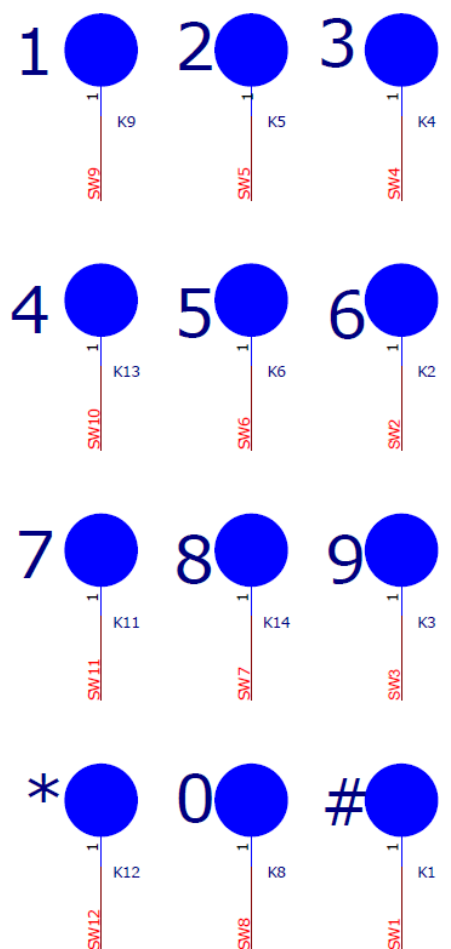 1 2 3
1 1 1
K9 K5 K4
SW9 SW5 SW4
4 5 6
1 1 1
K13 K6 K2
SW10 SW6 SW2
7 8 9
1 1 1
K11 K14 K3
SW11 SW7 SW3
* 0 #
1 1 1
K12 K8 K1
SW12 SW8 SW1